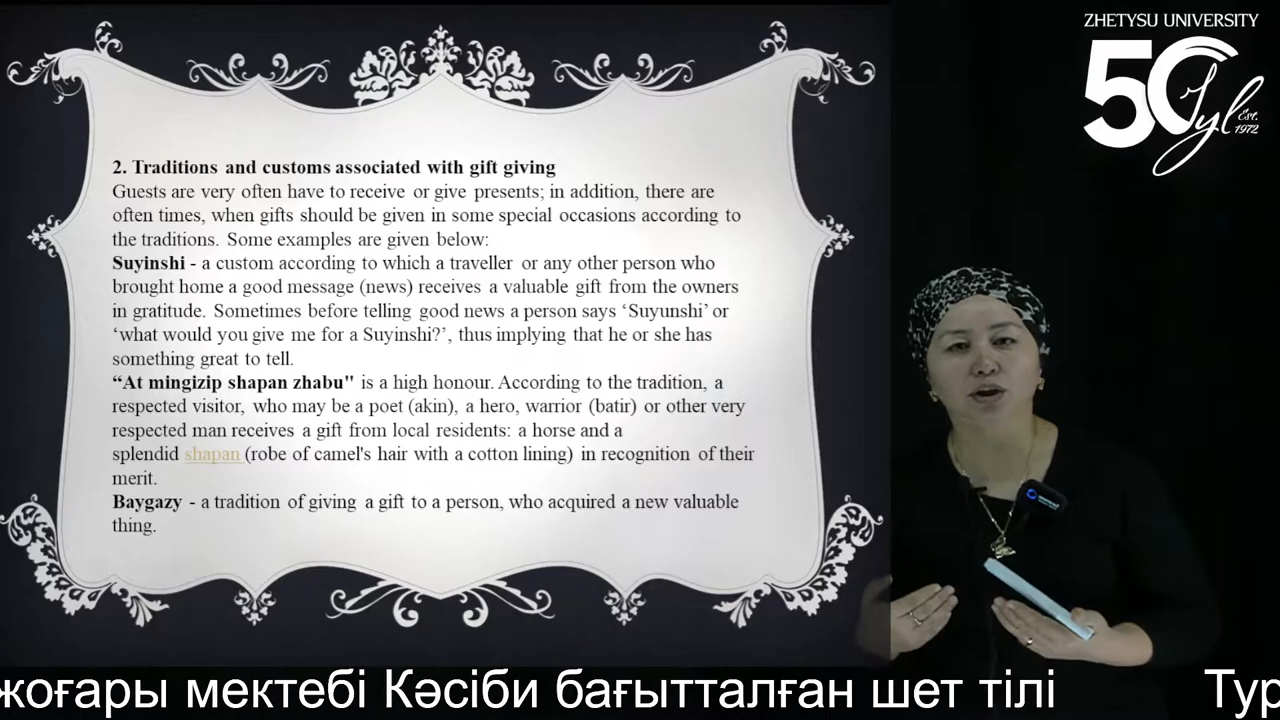 2. Traditions and customs associated with gift giving
Guests are very often have to receive or give presents; in addition, there are
often times, when gifts should be given in some special occasions according to
the traditions. Some examples are given below:
Suyinshi - a custom according to which a traveller or any other person who
brought home a good message (news) receives a valuable gift from the owners
in gratitude. Sometimes before telling good news a person says ‘Suyunshi’ or
‘what would you give me for a Suyinshi?’, thus implying that he or she has
something great to tell.
“At mingizip shapan zhabu" is a high honour. According to the tradition, a
respected visitor, who may be a poet (akin), a hero, warrior (batir) or other very
respected man receives a gift from local residents: a horse and a
splendid shapan (robe of camel's hair with a cotton lining) in recognition of their
merit.
Baygazy - a tradition of giving a gift to a person, who acquired a new valuable
thing.
ZHETYSU UNIVERSITY
50
Jyl
Est.
1972
жоғары мектебі Кәсіби бағытталған шет тілі Тур